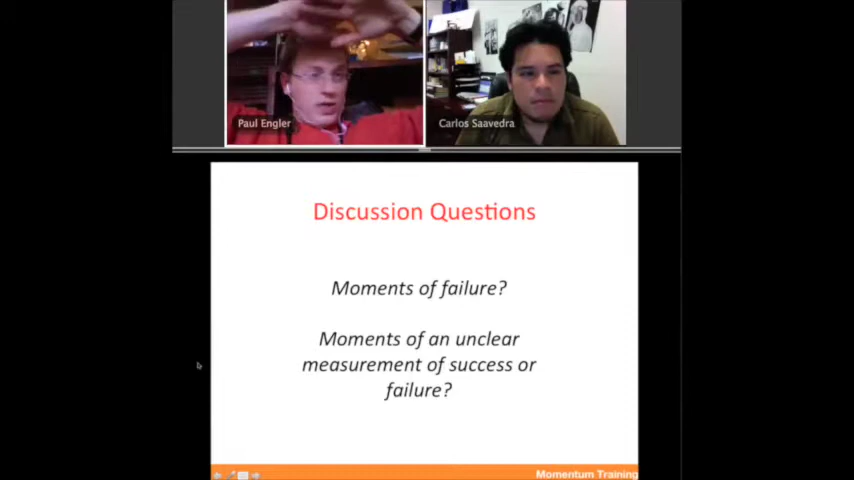 Paul Engler
Carlos Saavedra
Discussion Questions
Moments of failure?
Moments of an unclear
measurement of success or
failure?
Momentum Training